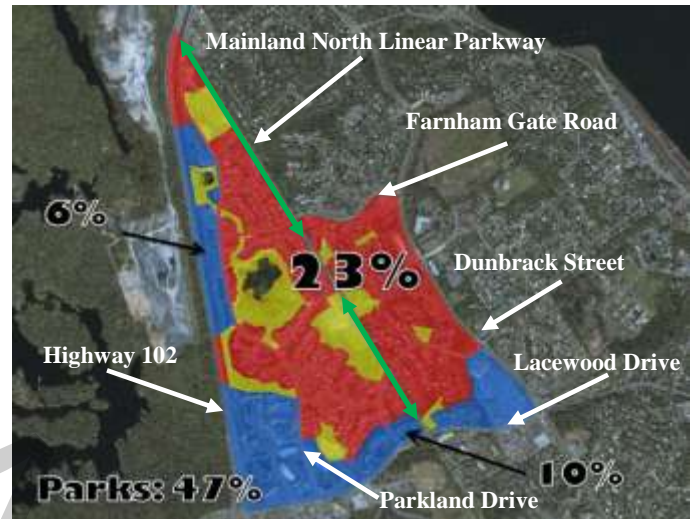 Mainland North Linear Parkway
Farnham Gate Road
6%
23%
Dunbrack Street
Highway 102
Lacewood Drive
Parks: 47%
Parkland Drive
10%